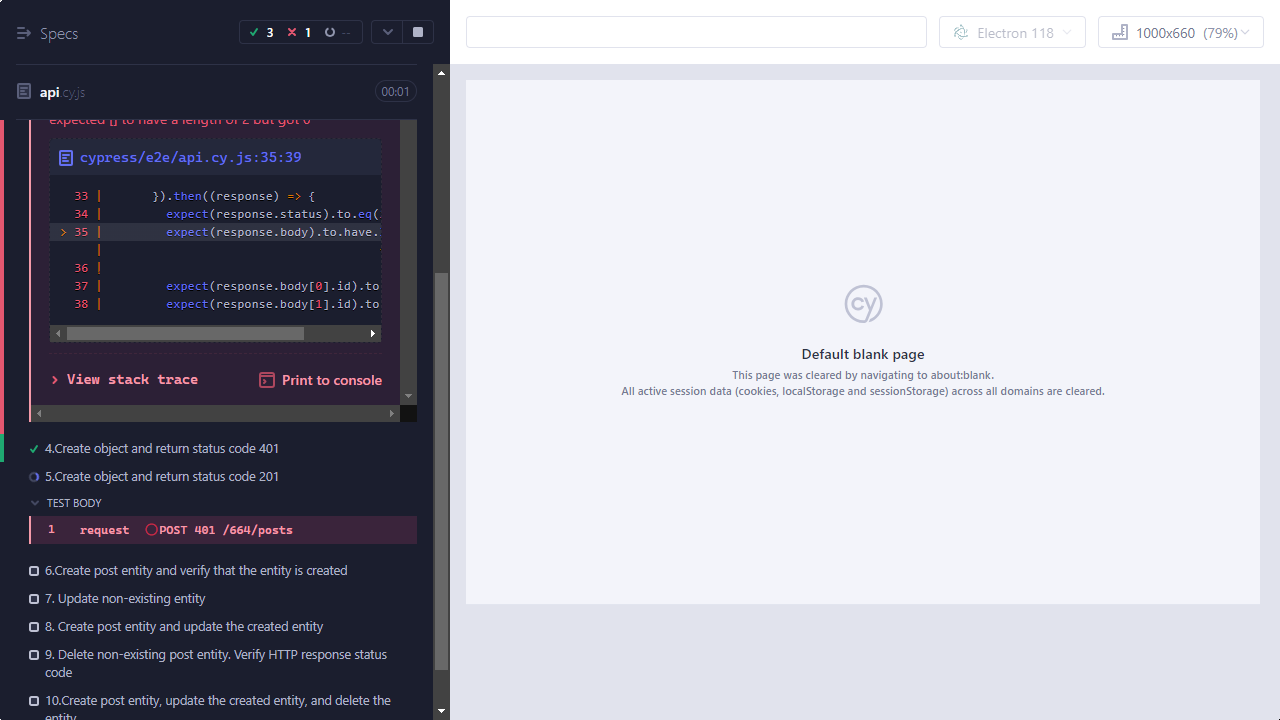 Specs
3
1
--
Electron 118
1000x660 (79%)
api.cy.js
00:01
expected [] to have a length of 2 but got 0
cypress/e2e/api.cy.js:35:39
33 | }).then((response) => {
34 | expect(response.status).to.eq(
> 35 | expect(response.body).to.have.
|
36 |
37 | expect(response.body[0].id).to
38 | expect(response.body[1].id).to
> View stack trace
Print to console
4.Create object and return status code 401
5.Create object and return status code 201
TEST BODY
1 request POST 401 /664/posts
6.Create post entity and verify that the entity is created
7. Update non-existing entity
8. Create post entity and update the created entity
9. Delete non-existing post entity. Verify HTTP response status
code
10.Create post entity, update the created entity, and delete the
entity
cy
Default blank page
This page was cleared by navigating to about:blank.
All active session data (cookies, localStorage and sessionStorage) across all domains are cleared.